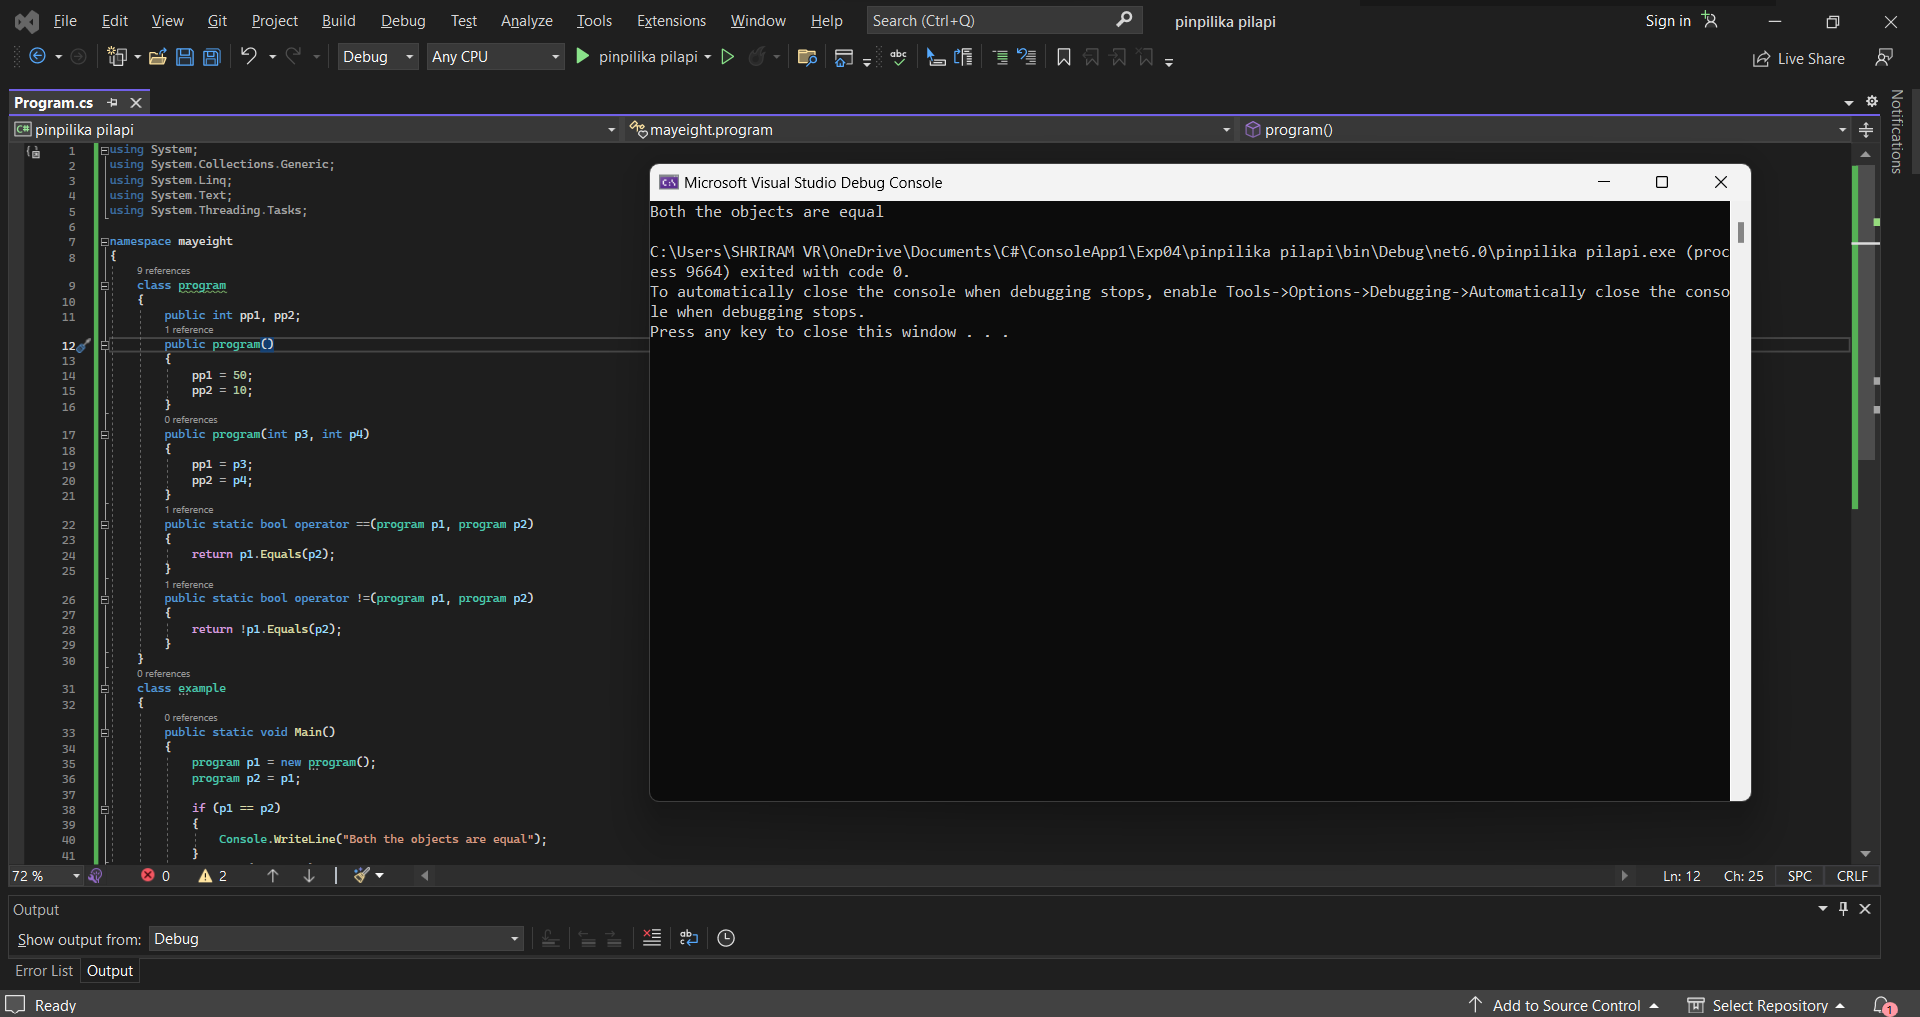 File Edit View Git Project Build Debug Test Analyze Tools Extensions Window Help Search (Ctrl+Q) pinpilika pilapi Sign in
Debug Any CPU pinpilika pilapi Live Share
Program.cs
Notifications
C# pinpilika pilapi mayeight.program program()
1 using System;
2 using System.Collections.Generic;
3 using System.Linq;
4 using System.Text;
5 using System.Threading.Tasks;
6
7 namespace mayeight
8 {
9 references
9 class program
10 {
11 public int pp1, pp2;
1 reference
12 public program()
13 {
14 pp1 = 50;
15 pp2 = 10;
16 }
0 references
17 public program(int p3, int p4)
18 {
19 pp1 = p3;
20 pp2 = p4;
21 }
1 reference
22 public static bool operator ==(program p1, program p2)
23 {
24 return p1.Equals(p2);
25 }
1 reference
26 public static bool operator !=(program p1, program p2)
27 {
28 return !p1.Equals(p2);
29 }
30 }
0 references
31 class example
32 {
0 references
33 public static void Main()
34 {
35 program p1 = new program();
36 program p2 = p1;
37
38 if (p1 == p2)
39 {
40 Console.WriteLine("Both the objects are equal");
41 }
C:\ Microsoft Visual Studio Debug Console
Both the objects are equal
C:\Users\SHRIRAM VR\OneDrive\Documents\C#\ConsoleApp1\Exp04\pinpilika pilapi\bin\Debug\net6.0\pinpilika pilapi.exe (proc
ess 9664) exited with code 0.
To automatically close the console when debugging stops, enable Tools->Options->Debugging->Automatically close the conso
le when debugging stops.
Press any key to close this window . . .
72 % 0 2 Ln: 12 Ch: 25 SPC CRLF
Output
Show output from: Debug
Error List Output
Ready Add to Source Control Select Repository 1